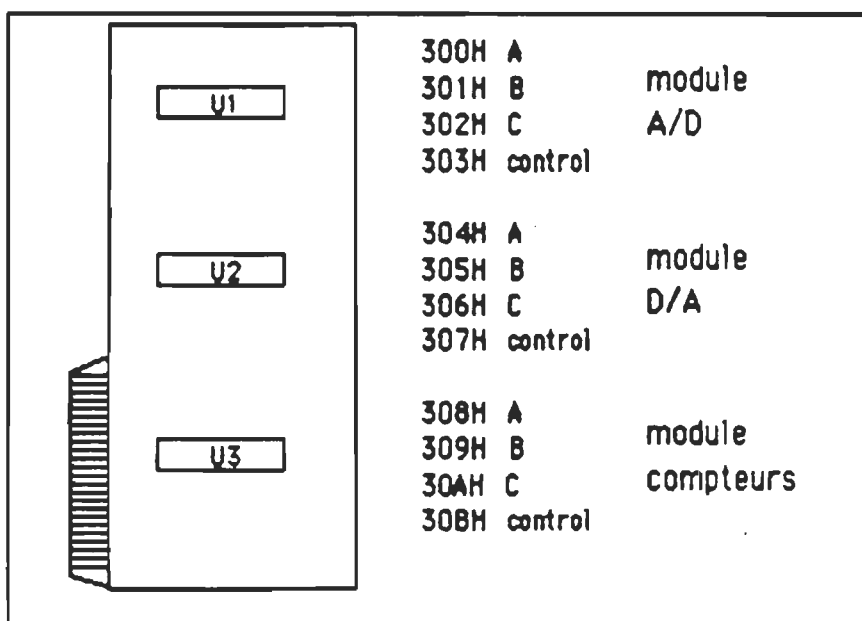 U1
300H A
301H B
302H C
303H control
module
A/D
U2
304H A
305H B
306H C
307H control
module
D/A
U3
308H A
309H B
30AH C
30BH control
module
compteurs